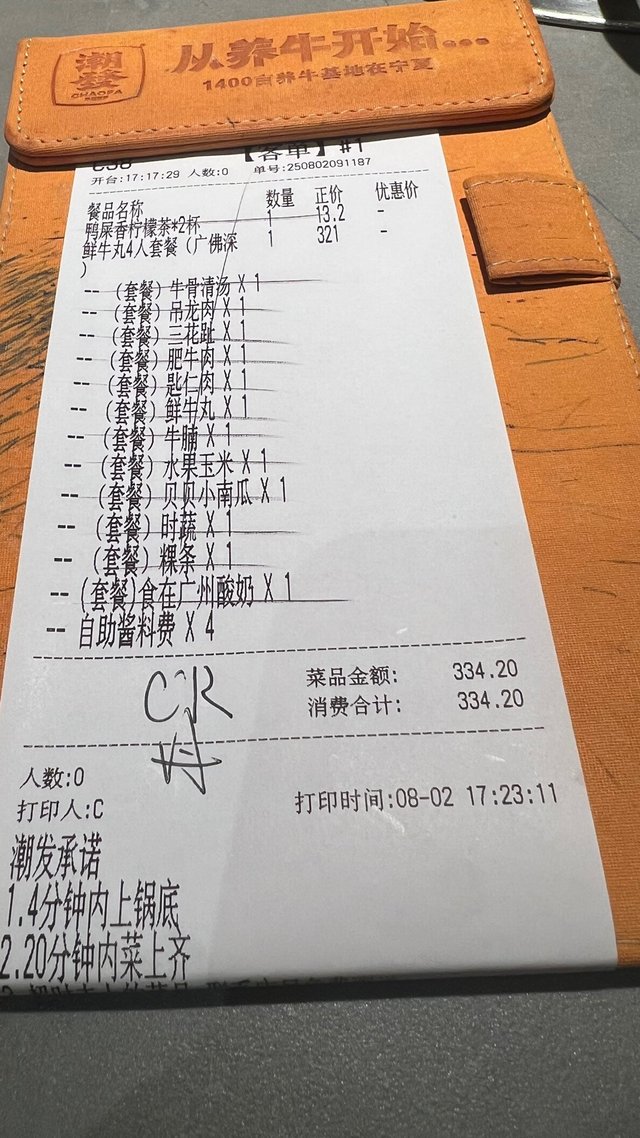 潮發
CHAOFA
从养牛开始...
1400亩养牛基地在宁夏
【客单】#1
开台:17:17:29 人数:0 单号:250802091187
餐品名称 数量 正价 优惠价
鸭屎香柠檬茶*2杯 1 13.2 -
鲜牛丸4人套餐（广佛深 1 321 -
）
-- (套餐) 牛骨清汤 X 1
-- (套餐) 吊龙肉 X 1
-- (套餐) 三花趾 X 1
-- (套餐) 肥牛肉 X 1
-- (套餐) 匙仁肉 X 1
-- (套餐) 鲜牛丸 X 1
-- (套餐) 牛腩 X 1
-- (套餐) 水果玉米 X 1
-- (套餐) 贝贝小南瓜 X 1
-- (套餐) 时蔬 X 1
-- (套餐) 粿条 X 1
-- (套餐)食在广州酸奶 X 1
-- 自助酱料费 X 4
菜品金额: 334.20
消费合计: 334.20
人数:0
打印人:C
打印时间:08-02 17:23:11
潮发承诺
1.4分钟内上锅底
2.20分钟内菜上齐